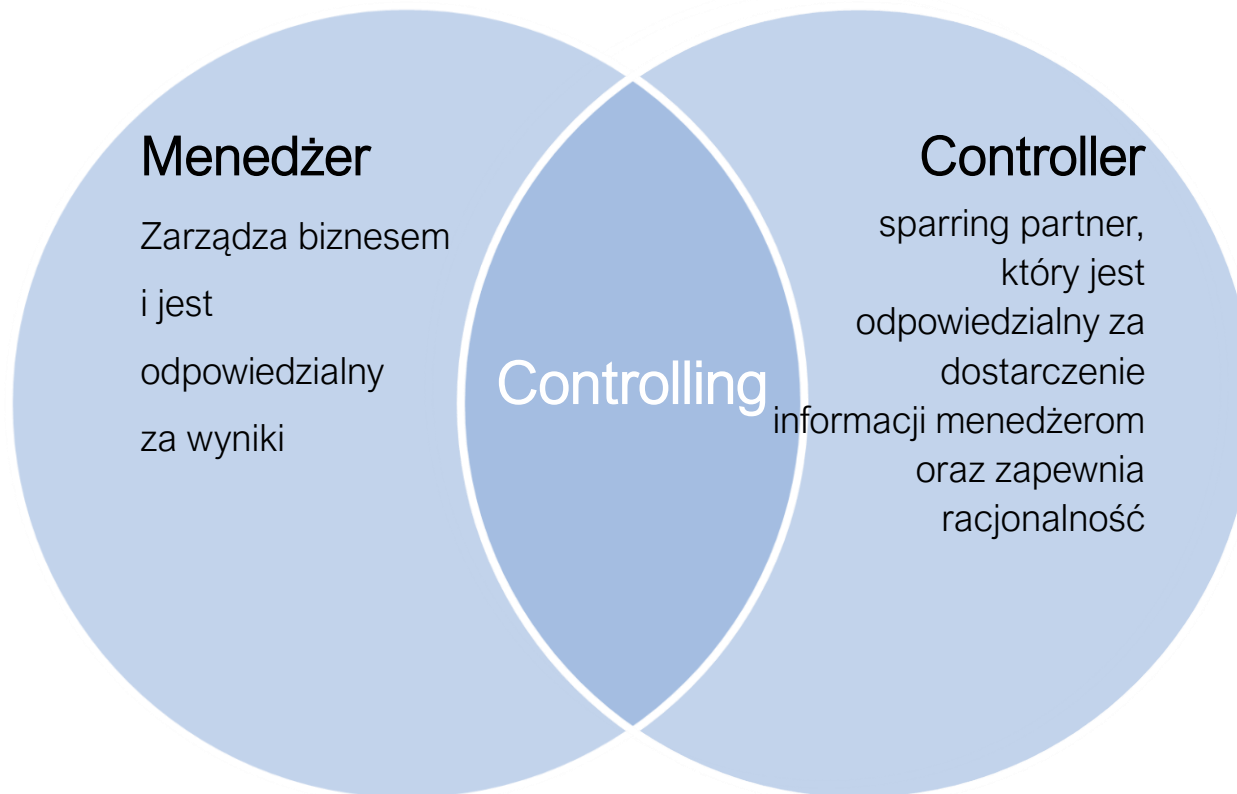 Menedżer
Zarządza biznesem
i jest
odpowiedzialny
za wyniki
Controlling
Controller
sparring partner,
który jest
odpowiedzialny za
dostarczenie
informacji menedżerom
oraz zapewnia
racjonalność